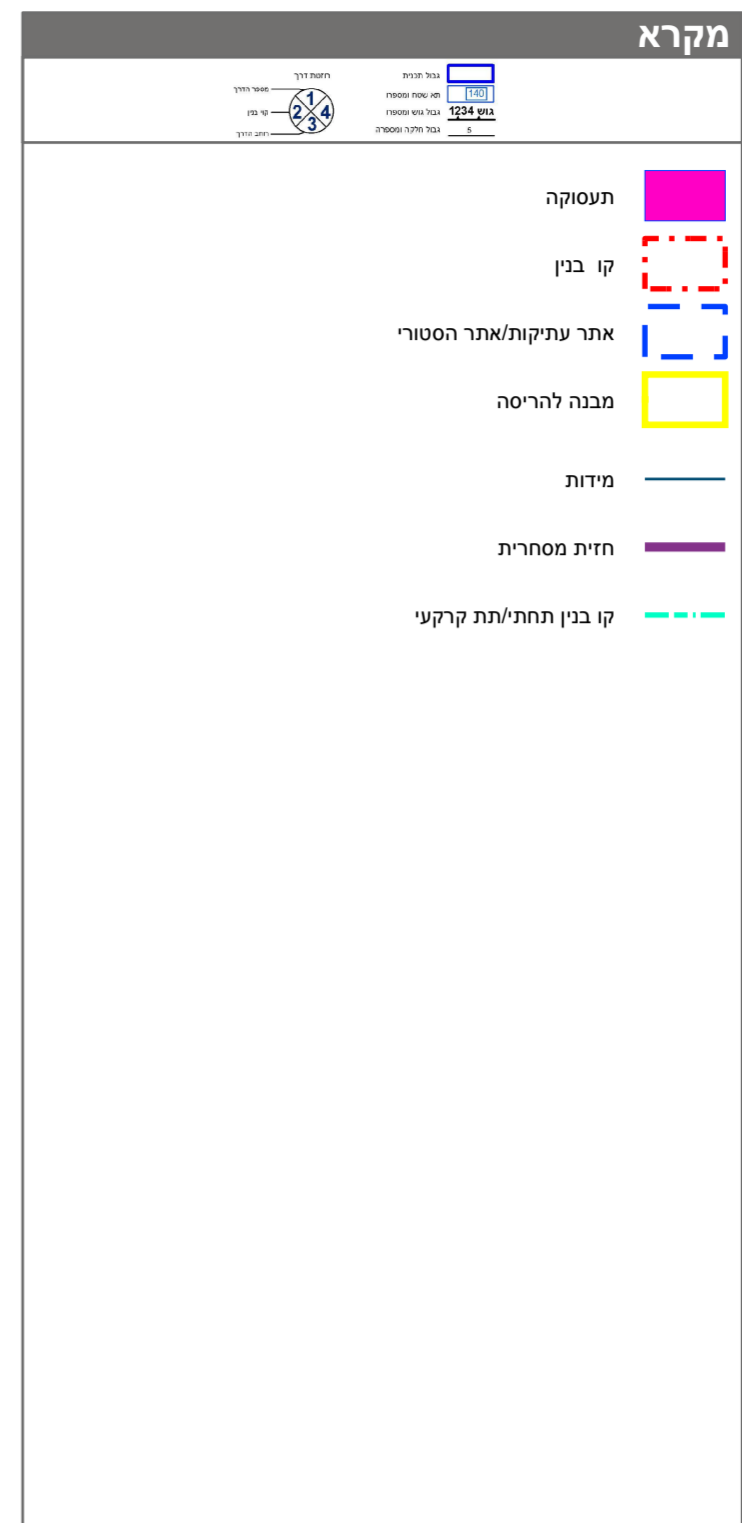 מקרא
גבול תכנית
תא שטח ומספרו 140
גבול גוש ומספרו גוש 1234
גבול חלקה ומספרה 5
רוזטת דרך
מספר הדרך
קוי בנין
רוחב הדרך
1
2 4
3
תעסוקה
קו בנין
אתר עתיקות/אתר הסטורי
מבנה להריסה
מידות
חזית מסחרית
קו בנין תחתי/תת קרקעי